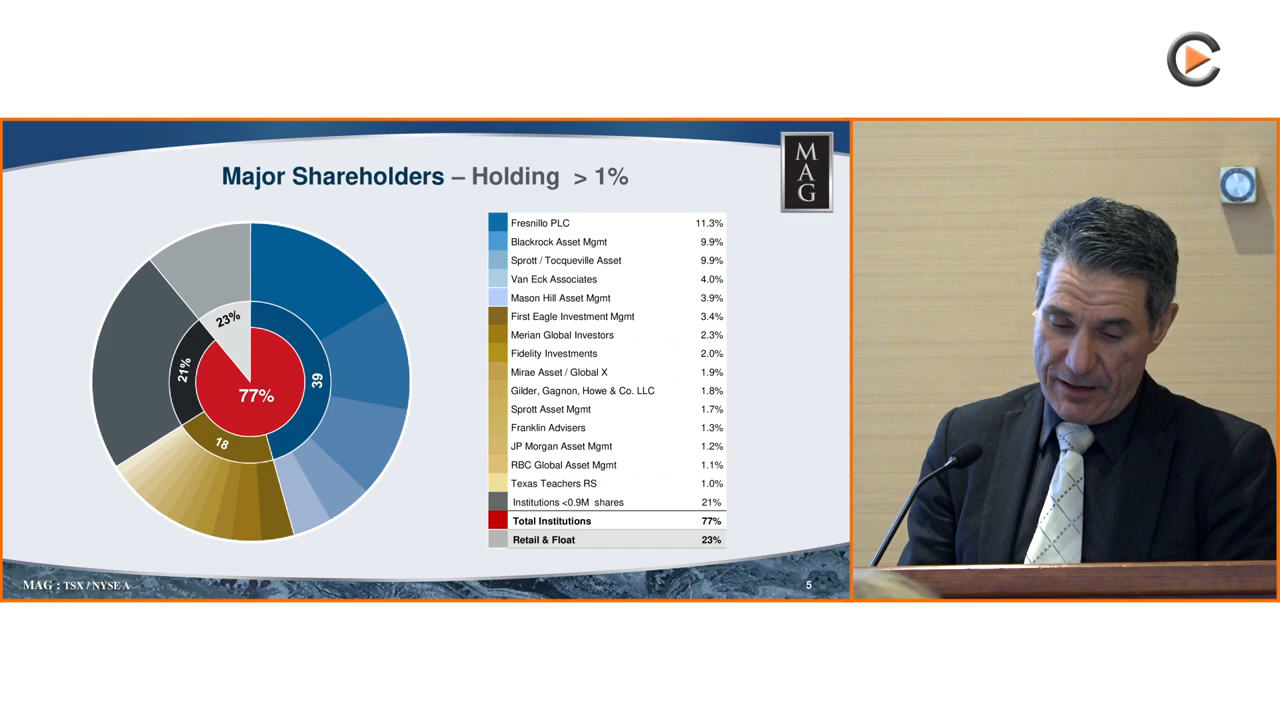 Major Shareholders – Holding > 1%
M
A
G
23%
21%
77%
39
18
Fresnillo PLC 11.3%
Blackrock Asset Mgmt 9.9%
Sprott / Tocqueville Asset 9.9%
Van Eck Associates 4.0%
Mason Hill Asset Mgmt 3.9%
First Eagle Investment Mgmt 3.4%
Merian Global Investors 2.3%
Fidelity Investments 2.0%
Mirae Asset / Global X 1.9%
Gilder, Gagnon, Howe & Co. LLC 1.8%
Sprott Asset Mgmt 1.7%
Franklin Advisers 1.3%
JP Morgan Asset Mgmt 1.2%
RBC Global Asset Mgmt 1.1%
Texas Teachers RS 1.0%
Institutions <0.9M shares 21%
Total Institutions 77%
Retail & Float 23%
MAG : TSX / NYSE A
5